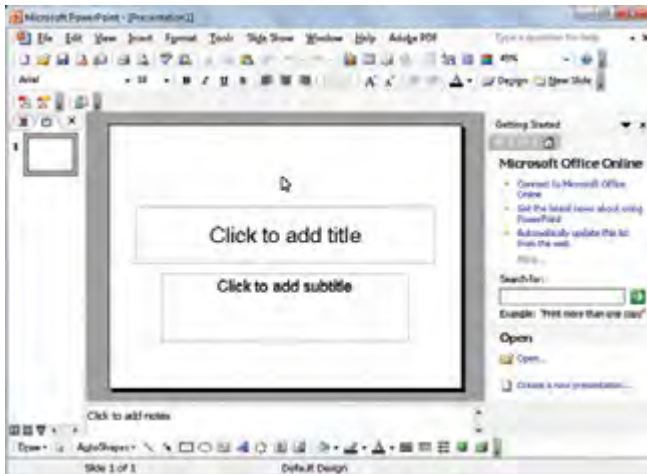 Microsoft PowerPoint - [Presentation1]
File Edit View Insert Format Tools Slide Show Window Help Adobe PDF
Type a question for help
Arial
18
B I U S
Design New Slide
Getting Started
1
Microsoft Office Online
Connect to Microsoft Office
Online
Get the latest news about using
PowerPoint
Automatically update this list
from the web
More...
Click to add title
Click to add subtitle
Search for:
Example: "Print more than one copy"
Open
Open...
Create a new presentation...
Click to add notes
Draw AutoShapes
Slide 1 of 1
Default Design